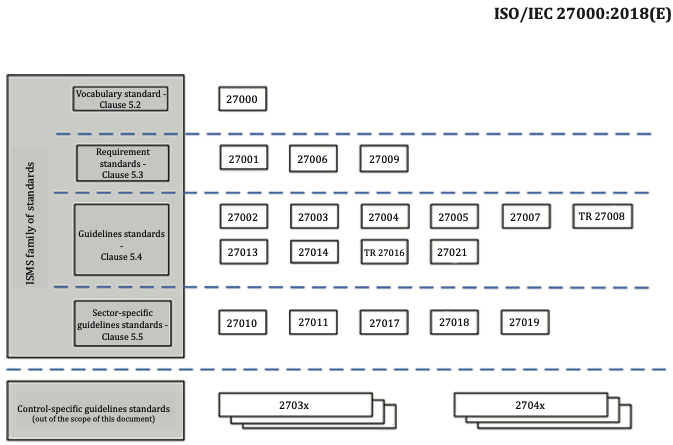 ISO/IEC 27000:2018(E)
ISMS family of standards
Vocabulary standard -
Clause 5.2
27000
Requirement
standards -
Clause 5.3
27001 27006 27009
Guidelines standards
-
Clause 5.4
27002 27003 27004 27005 27007 TR 27008
27013 27014 TR 27016 27021
Sector-specific
guidelines standards -
Clause 5.5
27010 27011 27017 27018 27019
Control-specific guidelines standards
(out of the scope of this document)
2703x 2704x